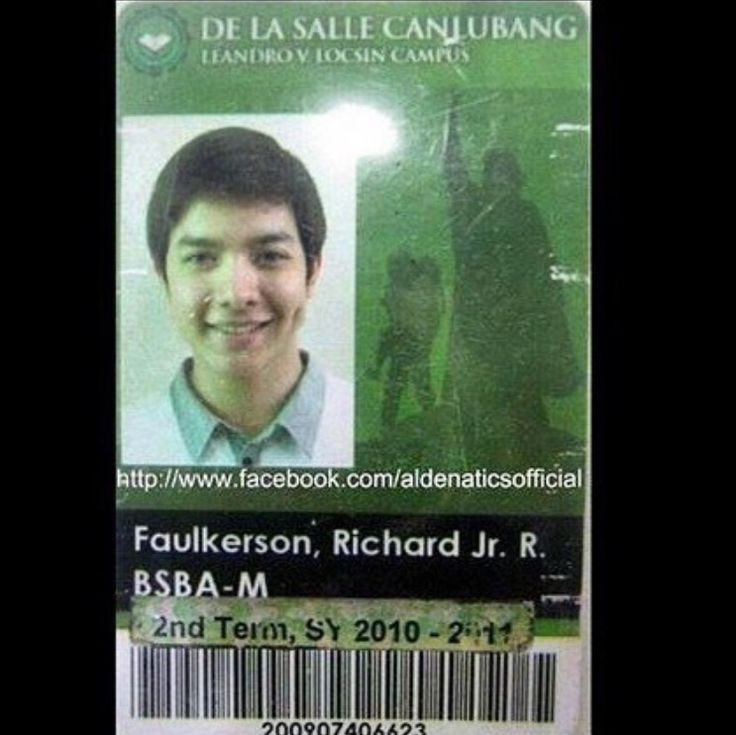 DE LA SALLE CANLUBANG
LEANDRO V. LOCSIN CAMPUS
http://www.facebook.com/aldenaticsofficial
Faulkerson, Richard Jr. R.
BSBA-M
2nd Term, SY 2010 - 2011
200907406623